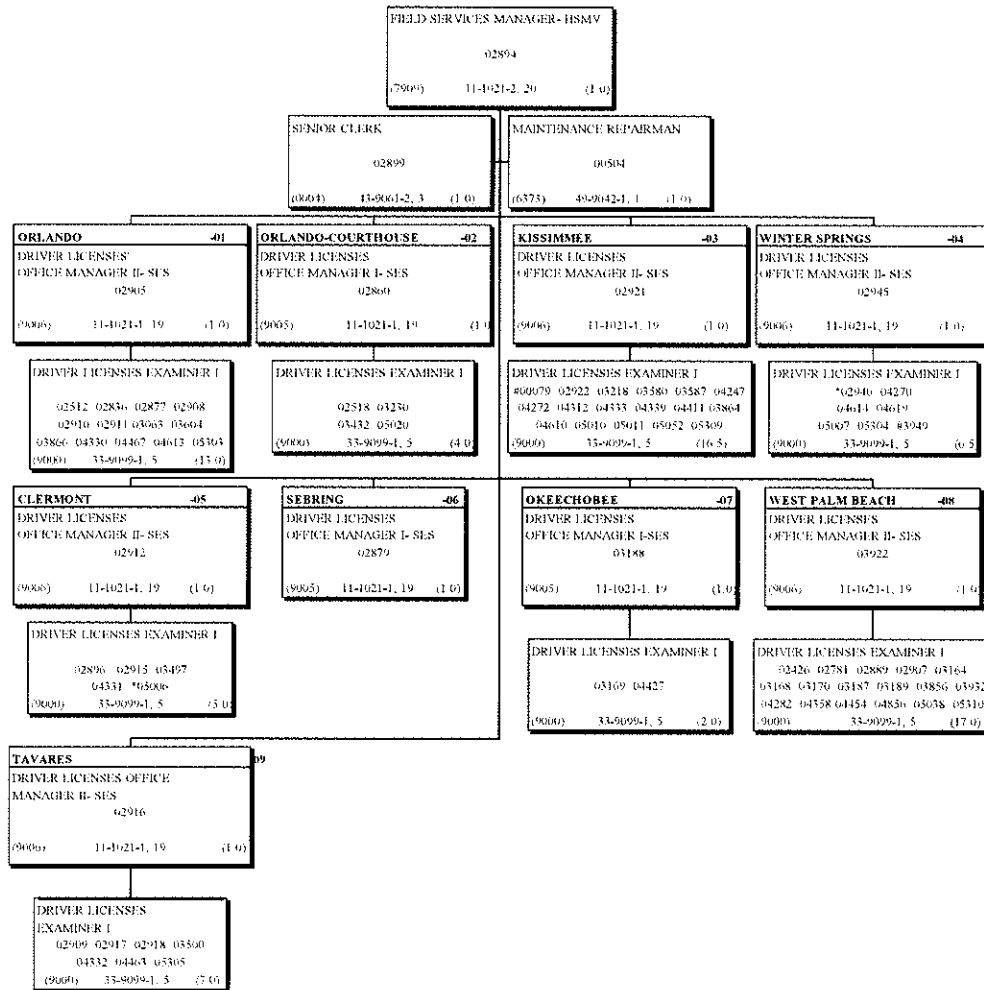 FIELD SERVICES MANAGER- HSMV
02894
(7909) 11-1021-2, 20 (1.0)
SENIOR CLERK
02899
(0004) 43-9061-2, 3 (1.0)
MAINTENANCE REPAIRMAN
00504
(6373) 49-9042-1, 1 (1.0)
ORLANDO -01
DRIVER LICENSES
OFFICE MANAGER II- SES
02905
(9006) 11-1021-1, 19 (1.0)
ORLANDO-COURTHOUSE -02
DRIVER LICENSES
OFFICE MANAGER I- SES
02860
(9005) 11-1021-1, 19 (1.0
KISSIMMEE -03
DRIVER LICENSES
OFFICE MANAGER II- SES
02921
(9006) 11-1021-1, 19 (1.0)
WINTER SPRINGS -04
DRIVER LICENSES
OFFICE MANAGER II- SES
02945
(9006) 11-1021-1, 19 (1.0)
DRIVER LICENSES EXAMINER I
02512 02836 02877 02908
02910 02911 03063 03604
03866 04330 04467 04613 05303
(9000) 33-9099-1, 5 (13.0)
DRIVER LICENSES EXAMINER I
02518 03230
03432 05020
(9000) 33-9099-1, 5 (4.0)
DRIVER LICENSES EXAMINER I
#00079 02922 03218 03580 03587 04247
04272 04312 04333 04339 04411 03864
04610 05010 05011 05052 05309
(9000) 33-9099-1, 5 (16.5)
DRIVER LICENSES EXAMINER I
*02940 04270
04614 04619
05007 05304 #3949
(9000) 33-9099-1, 5 (6.5)
CLERMONT -05
DRIVER LICENSES
OFFICE MANAGER II- SES
02912
(9006) 11-1021-1, 19 (1.0)
SEBRING -06
DRIVER LICENSES
OFFICE MANAGER I- SES
02879
(9005) 11-1021-1, 19 (1.0)
OKEECHOBEE -07
DRIVER LICENSES
OFFICE MANAGER I-SES
03188
(9005) 11-1021-1, 19 (1.0)
WEST PALM BEACH -08
DRIVER LICENSES
OFFICE MANAGER II- SES
03922
(9006) 11-1021-1, 19 (1.0)
DRIVER LICENSES EXAMINER I
02896 02915 03497
04331 *05006
(9000) 33-9099-1, 5 (5.0)
DRIVER LICENSES EXAMINER I
03169 04427
(9000) 33-9099-1, 5 (2.0)
DRIVER LICENSES EXAMINER I
02426 02781 02889 02907 03164
03168 03170 03187 03189 03856 03932
04282 04358 04454 04856 05038 05310
(9000) 33-9099-1, 5 (17.0)
TAVARES -09
DRIVER LICENSES OFFICE
MANAGER II- SES
02916
(9006) 11-1021-1, 19 (1.0)
DRIVER LICENSES
EXAMINER I
02909 02917 02918 03500
04332 04463 05305
(9000) 33-9099-1, 5 (7.0)